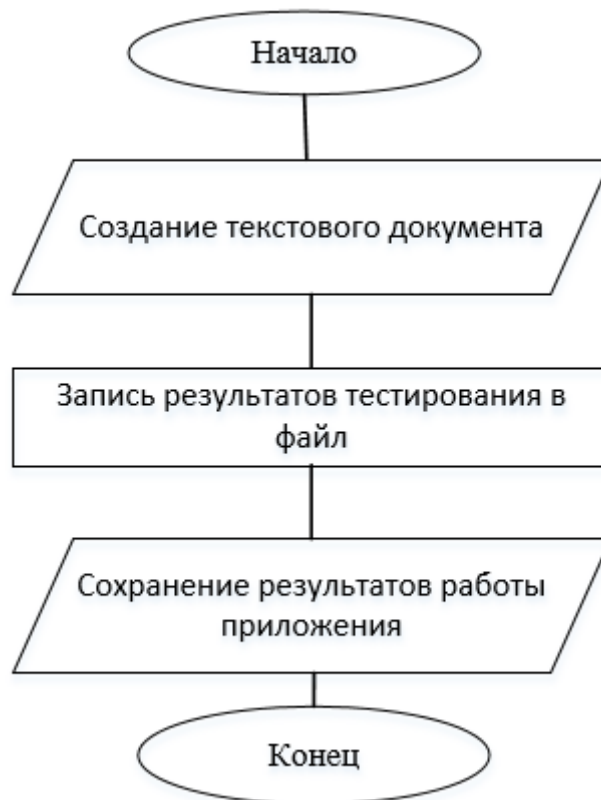 Начало
Создание текстового документа
Запись результатов тестирования в
файл
Сохранение результатов работы
приложения
Конец